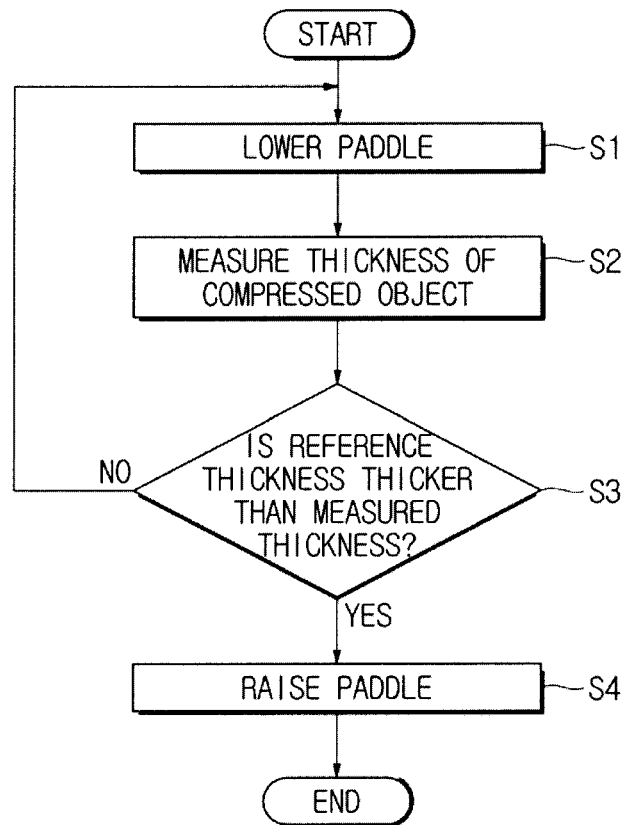 START
LOWER PADDLE
S1
MEASURE THICKNESS OF
COMPRESSED OBJECT
S2
IS REFERENCE
THICKNESS THICKER
THAN MEASURED
THICKNESS?
S3
NO
YES
RAISE PADDLE
S4
END